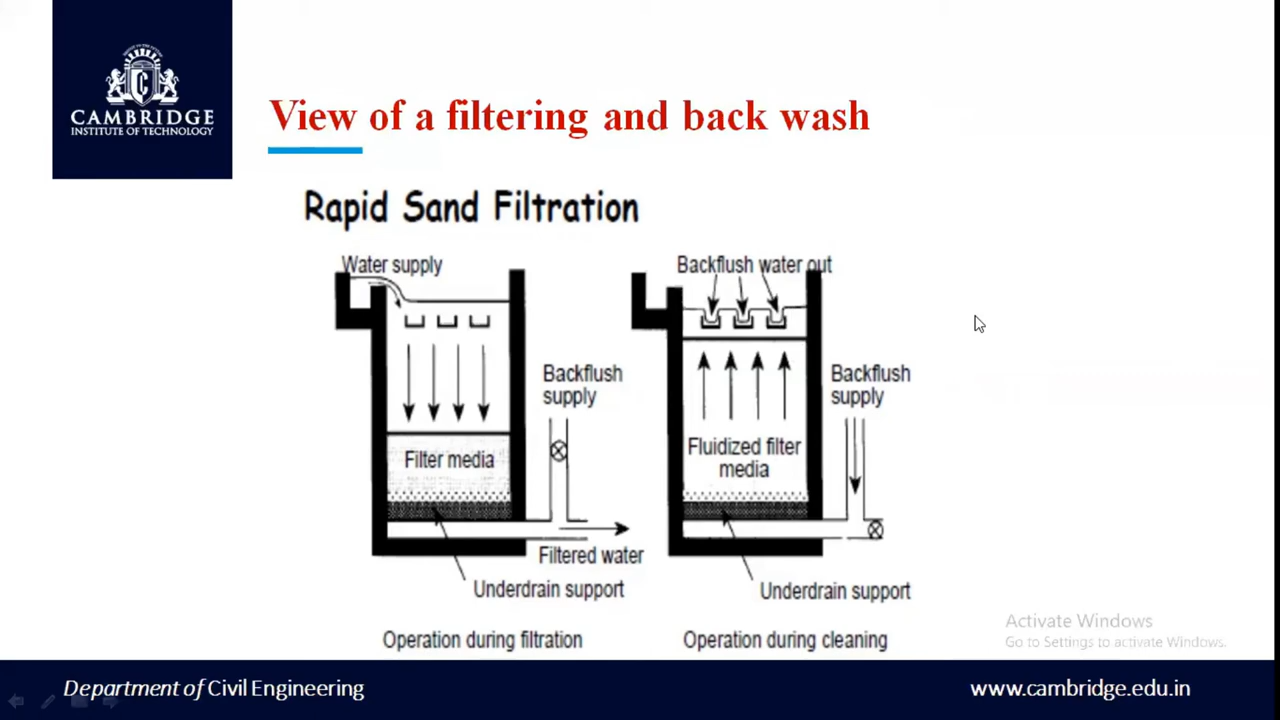 CAMBRIDGE
INSTITUTE OF TECHNOLOGY
View of a filtering and back wash
Rapid Sand Filtration
Water supply
Backflush water out
Backflush
supply
Backflush
supply
Filter media
Fluidized filter
media
Filtered water
Underdrain support
Underdrain support
Operation during filtration
Operation during cleaning
Activate Windows
Go to Settings to activate Windows.
Department of Civil Engineering
www.cambridge.edu.in